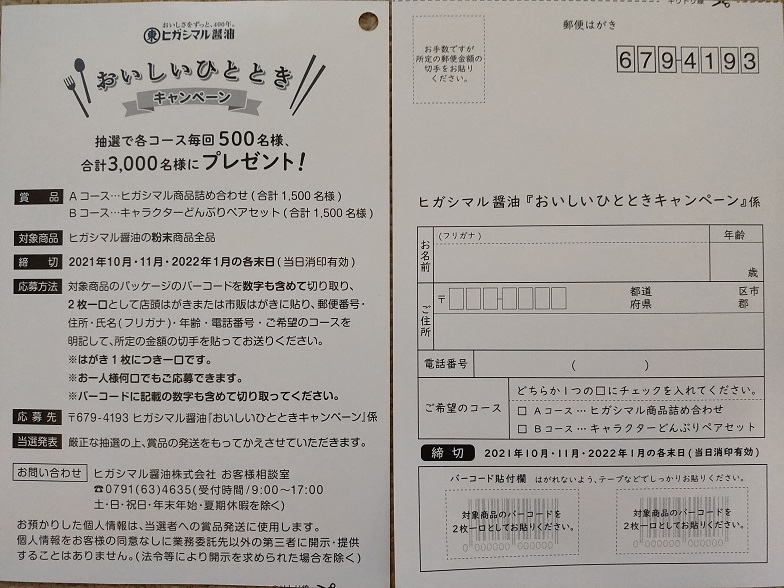 おいしさをずっと、400年。
東 ヒガシマル醤油
おいしいひととき
キャンペーン
抽選で各コース毎回500名様、
合計3,000名様にプレゼント!
賞品 Aコース…ヒガシマル商品詰め合わせ(合計1,500名様)
Bコース…キャラクターどんぶりペアセット(合計1,500名様)
対象商品 ヒガシマル醤油の粉末商品全品
締切 2021年10月・11月・2022年1月の各末日(当日消印有効)
応募方法 対象商品のパッケージのバーコードを数字も含めて切り取り、
2枚一口として店頭はがきまたは市販はがきに貼り、郵便番号・
住所・氏名(フリガナ)・年齢・電話番号・ご希望のコースを
明記して、所定の金額の切手を貼ってお送りください。
※はがき1枚につき一口です。
※お一人様何口でもご応募できます。
※バーコードに記載の数字も含めて切り取ってください。
応募先 〒679-4193 ヒガシマル醤油『おいしいひとときキャンペーン』係
当選発表 厳正な抽選の上、賞品の発送をもってかえさせていただきます。
お問い合わせ ヒガシマル醤油株式会社 お客様相談室
☎0791(63)4635(受付時間/9:00〜17:00
土・日・祝日・年末年始・夏期休暇を除く)
お預かりした個人情報は、当選者への賞品発送に使用します。
個人情報をお客様の同意なしに業務委託先以外の第三者に開示・提供
することはありません。(法令等により開示を求められた場合を除く)
郵便はがき
お手数ですが
所定の郵便金額の
切手をお貼り
ください。
679-4193
ヒガシマル醤油『おいしいひとときキャンペーン』係
お名前
(フリガナ)
年齢
歳
ご住所
〒
都道 区市
府県 郡
電話番号 ( )
ご希望のコース
どちらか1つの□にチェックを入れてください。
□ Aコース…ヒガシマル商品詰め合わせ
□ Bコース…キャラクターどんぶりペアセット
締切 2021年10月・11月・2022年1月の各末日(当日消印有効)
バーコード貼付欄 はがれないよう、テープなどでしっかりお貼りください。
対象商品のバーコードを
2枚一口としてお貼りください。
0 000000 000000 0
対象商品のバーコードを
2枚一口としてお貼りください。
0 000000 000000 0